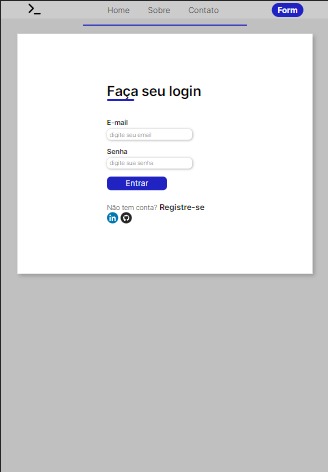 >_
Home Sobre Contato Form
Faça seu login
E-mail
digite seu email
Senha
digite sua senha
Entrar
Não tem conta? Registre-se
in